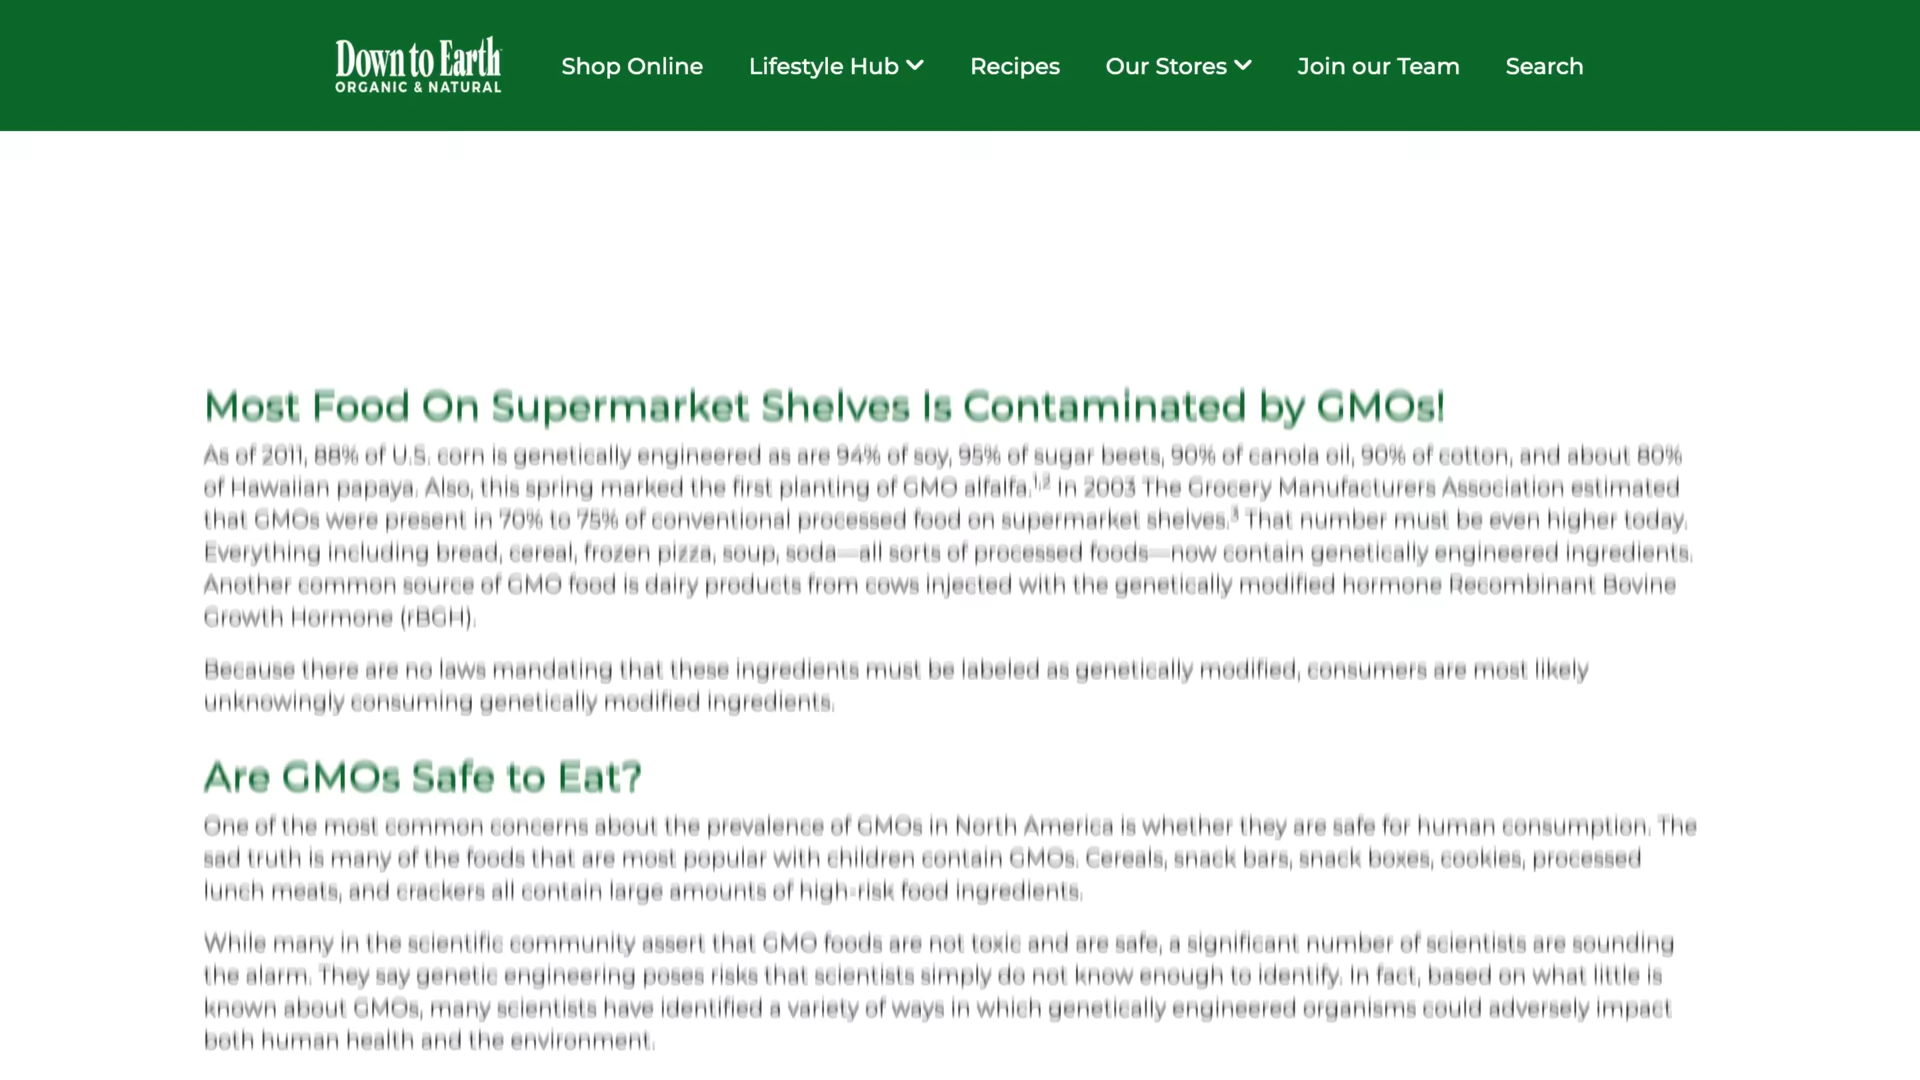 Down to Earth
ORGANIC & NATURAL
Shop Online
Lifestyle Hub
Recipes
Our Stores
Join our Team
Search
Most Food On Supermarket Shelves Is Contaminated by GMOs!
As of 2011, 88% of U.S. corn is genetically engineered as are 94% of soy, 95% of sugar beets, 90% of canola oil, 90% of cotton, and about 80%
of Hawaiian papaya. Also, this spring marked the first planting of GMO alfalfa.1,2 In 2003 The Grocery Manufacturers Association estimated
that GMOs were present in 70% to 75% of conventional processed food on supermarket shelves.3 That number must be even higher today.
Everything including bread, cereal, frozen pizza, soup, soda—all sorts of processed foods—now contain genetically engineered ingredients.
Another common source of GMO food is dairy products from cows injected with the genetically modified hormone Recombinant Bovine
Growth Hormone (rBGH).
Because there are no laws mandating that these ingredients must be labeled as genetically modified, consumers are most likely
unknowingly consuming genetically modified ingredients.
Are GMOs Safe to Eat?
One of the most common concerns about the prevalence of GMOs in North America is whether they are safe for human consumption. The
sad truth is many of the foods that are most popular with children contain GMOs. Cereals, snack bars, snack boxes, cookies, processed
lunch meats, and crackers all contain large amounts of high-risk food ingredients.
While many in the scientific community assert that GMO foods are not toxic and are safe, a significant number of scientists are sounding
the alarm. They say genetic engineering poses risks that scientists simply do not know enough to identify. In fact, based on what little is
known about GMOs, many scientists have identified a variety of ways in which genetically engineered organisms could adversely impact
both human health and the environment.